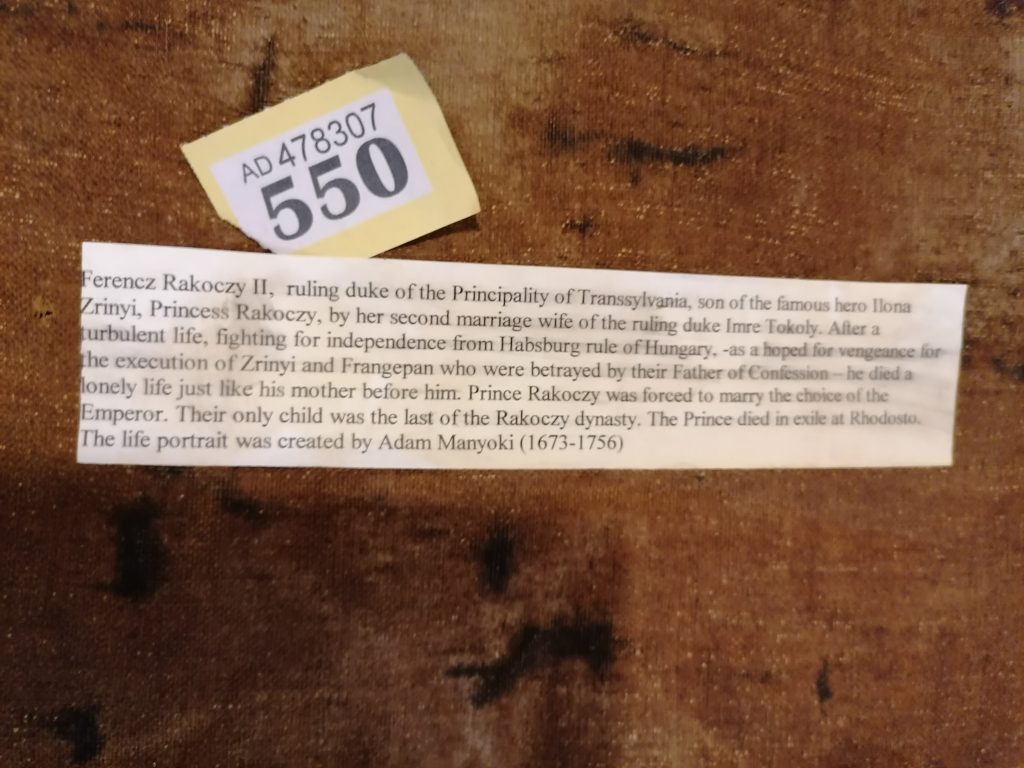 AD 478307
550
Ferencz Rakoczy II, ruling duke of the Principality of Transsylvania, son of the famous hero Ilona
Zrinyi, Princess Rakoczy, by her second marriage wife of the ruling duke Imre Tokoly. After a
turbulent life, fighting for independence from Habsburg rule of Hungary, -as a hoped for vengeance for
the execution of Zrinyi and Frangepan who were betrayed by their Father of Confession – he died a
lonely life just like his mother before him. Prince Rakoczy was forced to marry the choice of the
Emperor. Their only child was the last of the Rakoczy dynasty. The Prince died in exile at Rhodosto.
The life portrait was created by Adam Manyoki (1673-1756)